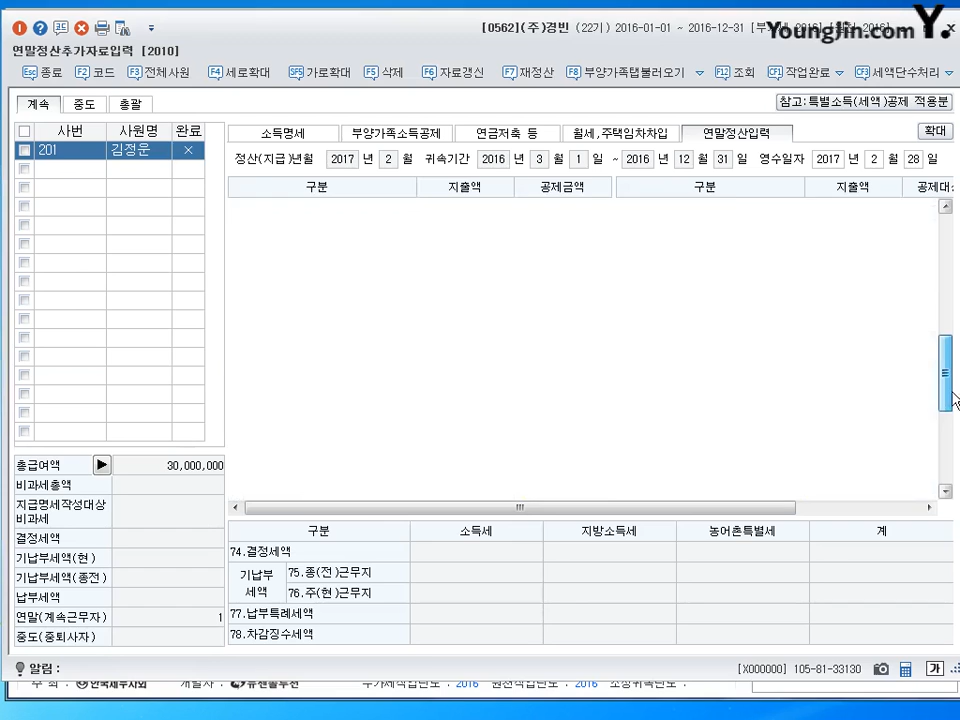 [0562](주)경빈 (22기) 2016-01-01 ~ 2016-12-31
Youngjin.com Y.
연말정산추가자료입력 [2010]
Esc 종료 F2 코드 F3 전체사원 F4 세로확대 SF5 가로확대 F5 삭제 F6 자료갱신 F7 재정산 F8 부양가족탭불러오기 F12 조회 CF1 작업완료 CF3 세액단수처리
계속 중도 총괄 참고:특별소득(세액)공제 적용분
사번 사원명 완료 소득명세 부양가족소득공제 연금저축 등 월세,주택임차차입 연말정산입력 확대
201 김정운 × 정산(지급)년월 2017 년 2 월 귀속기간 2016 년 3 월 1 일 ~ 2016 년 12 월 31 일 영수일자 2017 년 2 월 28 일
구분 지출액 공제금액 구분 지출액
총급여액 30,000,000
비과세총액
지급명세작성대상
비과세
결정세액
기납부세액(현)
기납부세액(종전)
납부세액
연말(계속근무자) 1
중도(중퇴사자)
구분 소득세 지방소득세 농어촌특별세 계
74.결정세액
기납부
세액
75.종(전)근무지
76.주(현)근무지
77.납부특례세액
78.차감징수세액
알림 : [X000000] 105-81-33130 가
2016 2016